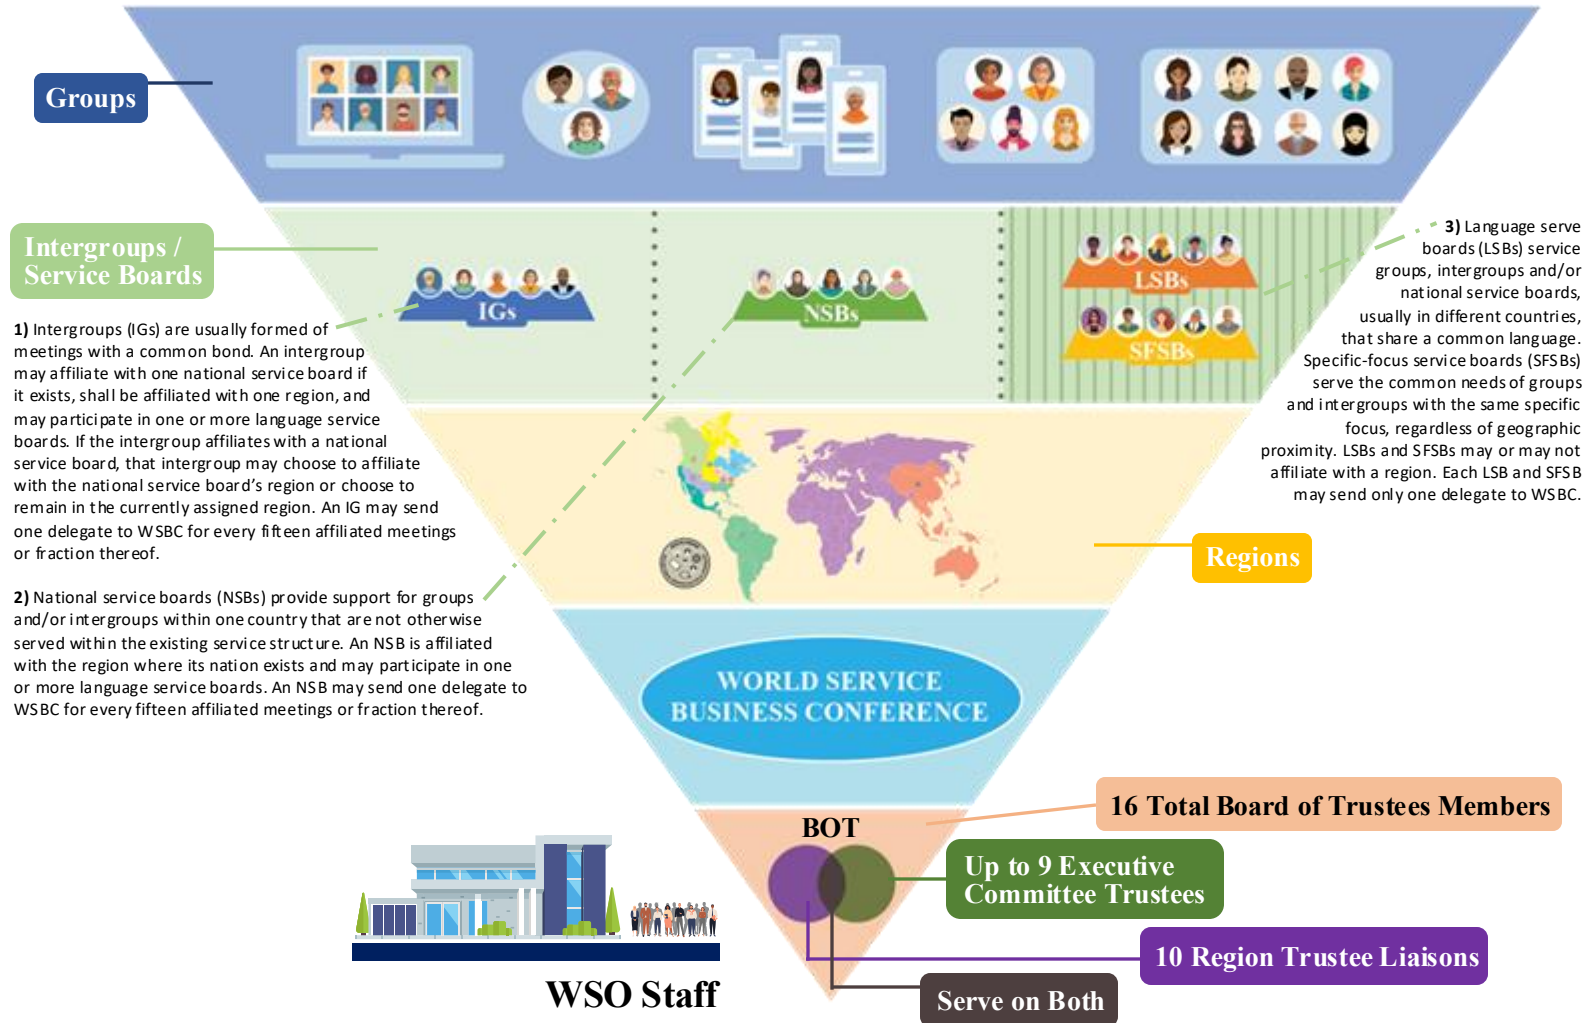 Groups
Intergroups /
Service Boards
IGs
NSBs
LSBs
SFSBs
1) Intergroups (IGs) are usually formed of
meetings with a common bond. An intergroup
may affiliate with one national service board if
it exists, shall be affiliated with one region, and
may participate in one or more language service
boards. If the intergroup affiliates with a national
service board, that intergroup may choose to affiliate
with the national service board’s region or choose to
remain in the currently assigned region. An IG may send
one delegate to WSBC for every fifteen affiliated meetings
or fraction thereof.
2) National service boards (NSBs) provide support for groups
and/or intergroups within one country that are not otherwise
served within the existing service structure. An NSB is affiliated
with the region where its nation exists and may participate in one
or more language service boards. An NSB may send one delegate to
WSBC for every fifteen affiliated meetings or fraction thereof.
3) Language serve
boards (LSBs) service
groups, intergroups and/or
national service boards,
usually in different countries,
that share a common language.
Specific-focus service boards (SFSBs)
serve the common needs of groups
and intergroups with the same specific
focus, regardless of geographic
proximity. LSBs and SFSBs may or may not
affiliate with a region. Each LSB and SFSB
may send only one delegate to WSBC.
Regions
WORLD SERVICE
BUSINESS CONFERENCE
BOT
16 Total Board of Trustees Members
Up to 9 Executive
Committee Trustees
10 Region Trustee Liaisons
Serve on Both
WSO Staff